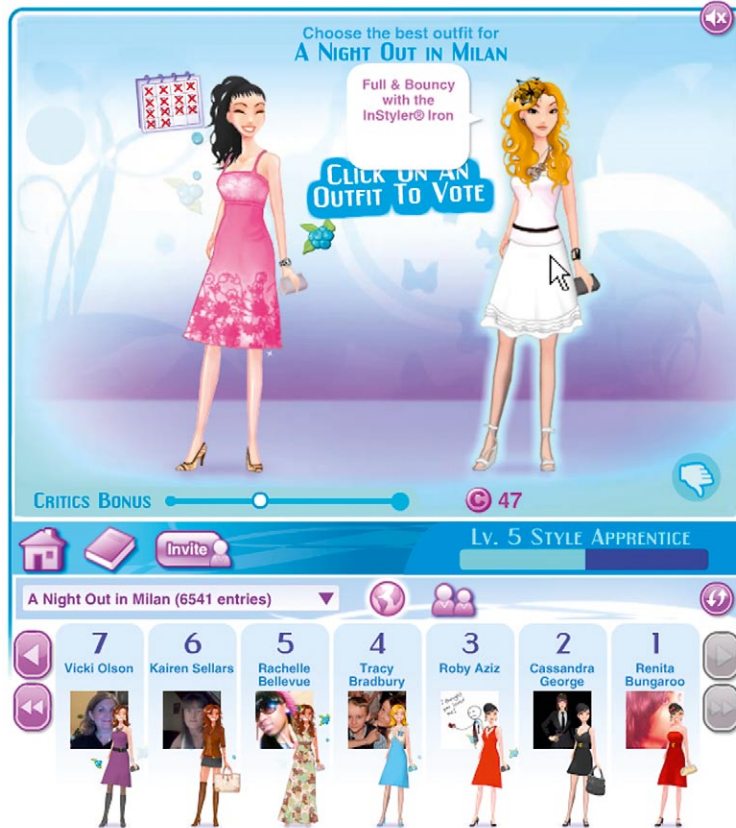 Choose the best outfit for
A Night Out in Milan
Full & Bouncy
with the
InStyler® Iron
Click On An
Outfit To Vote
Critics Bonus
C 47
Invite
Lv. 5 Style Apprentice
A Night Out in Milan (6541 entries)
7 6 5 4 3 2 1
Vicki Olson
Kairen Sellars
Rachelle
Bellevue
Tracy
Bradbury
Roby Aziz
Cassandra
George
Renita
Bungaroo